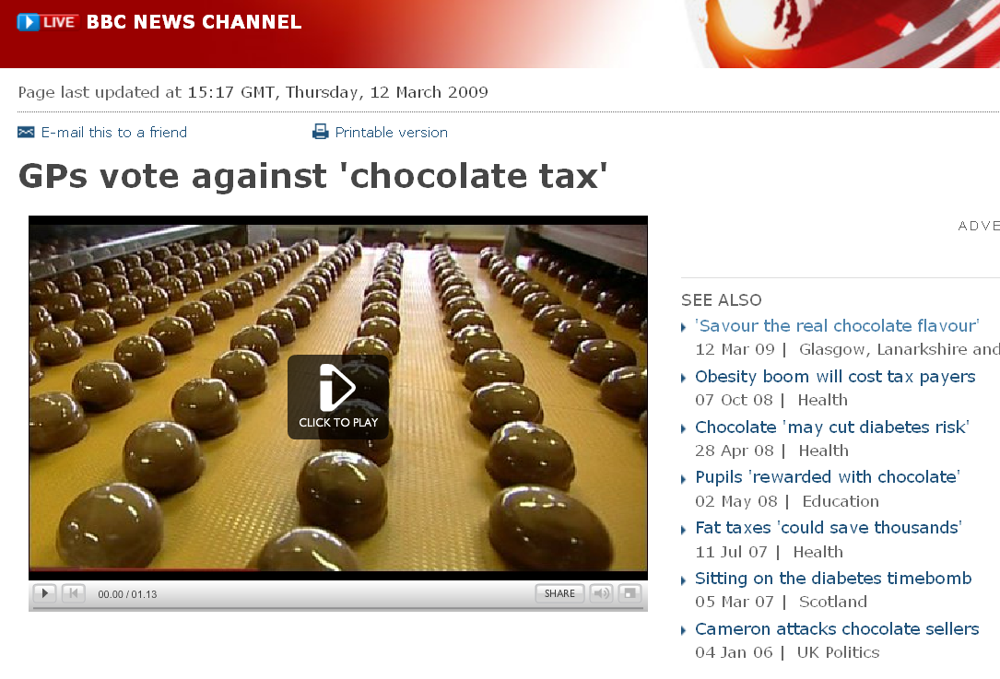 LIVE BBC NEWS CHANNEL
Page last updated at 15:17 GMT, Thursday, 12 March 2009
E-mail this to a friend Printable version
GPs vote against 'chocolate tax'
CLICK TO PLAY
00.00 / 01.13 SHARE
ADVE
SEE ALSO
'Savour the real chocolate flavour'
12 Mar 09 | Glasgow, Lanarkshire and
Obesity boom will cost tax payers
07 Oct 08 | Health
Chocolate 'may cut diabetes risk'
28 Apr 08 | Health
Pupils 'rewarded with chocolate'
02 May 08 | Education
Fat taxes 'could save thousands'
11 Jul 07 | Health
Sitting on the diabetes timebomb
05 Mar 07 | Scotland
Cameron attacks chocolate sellers
04 Jan 06 | UK Politics